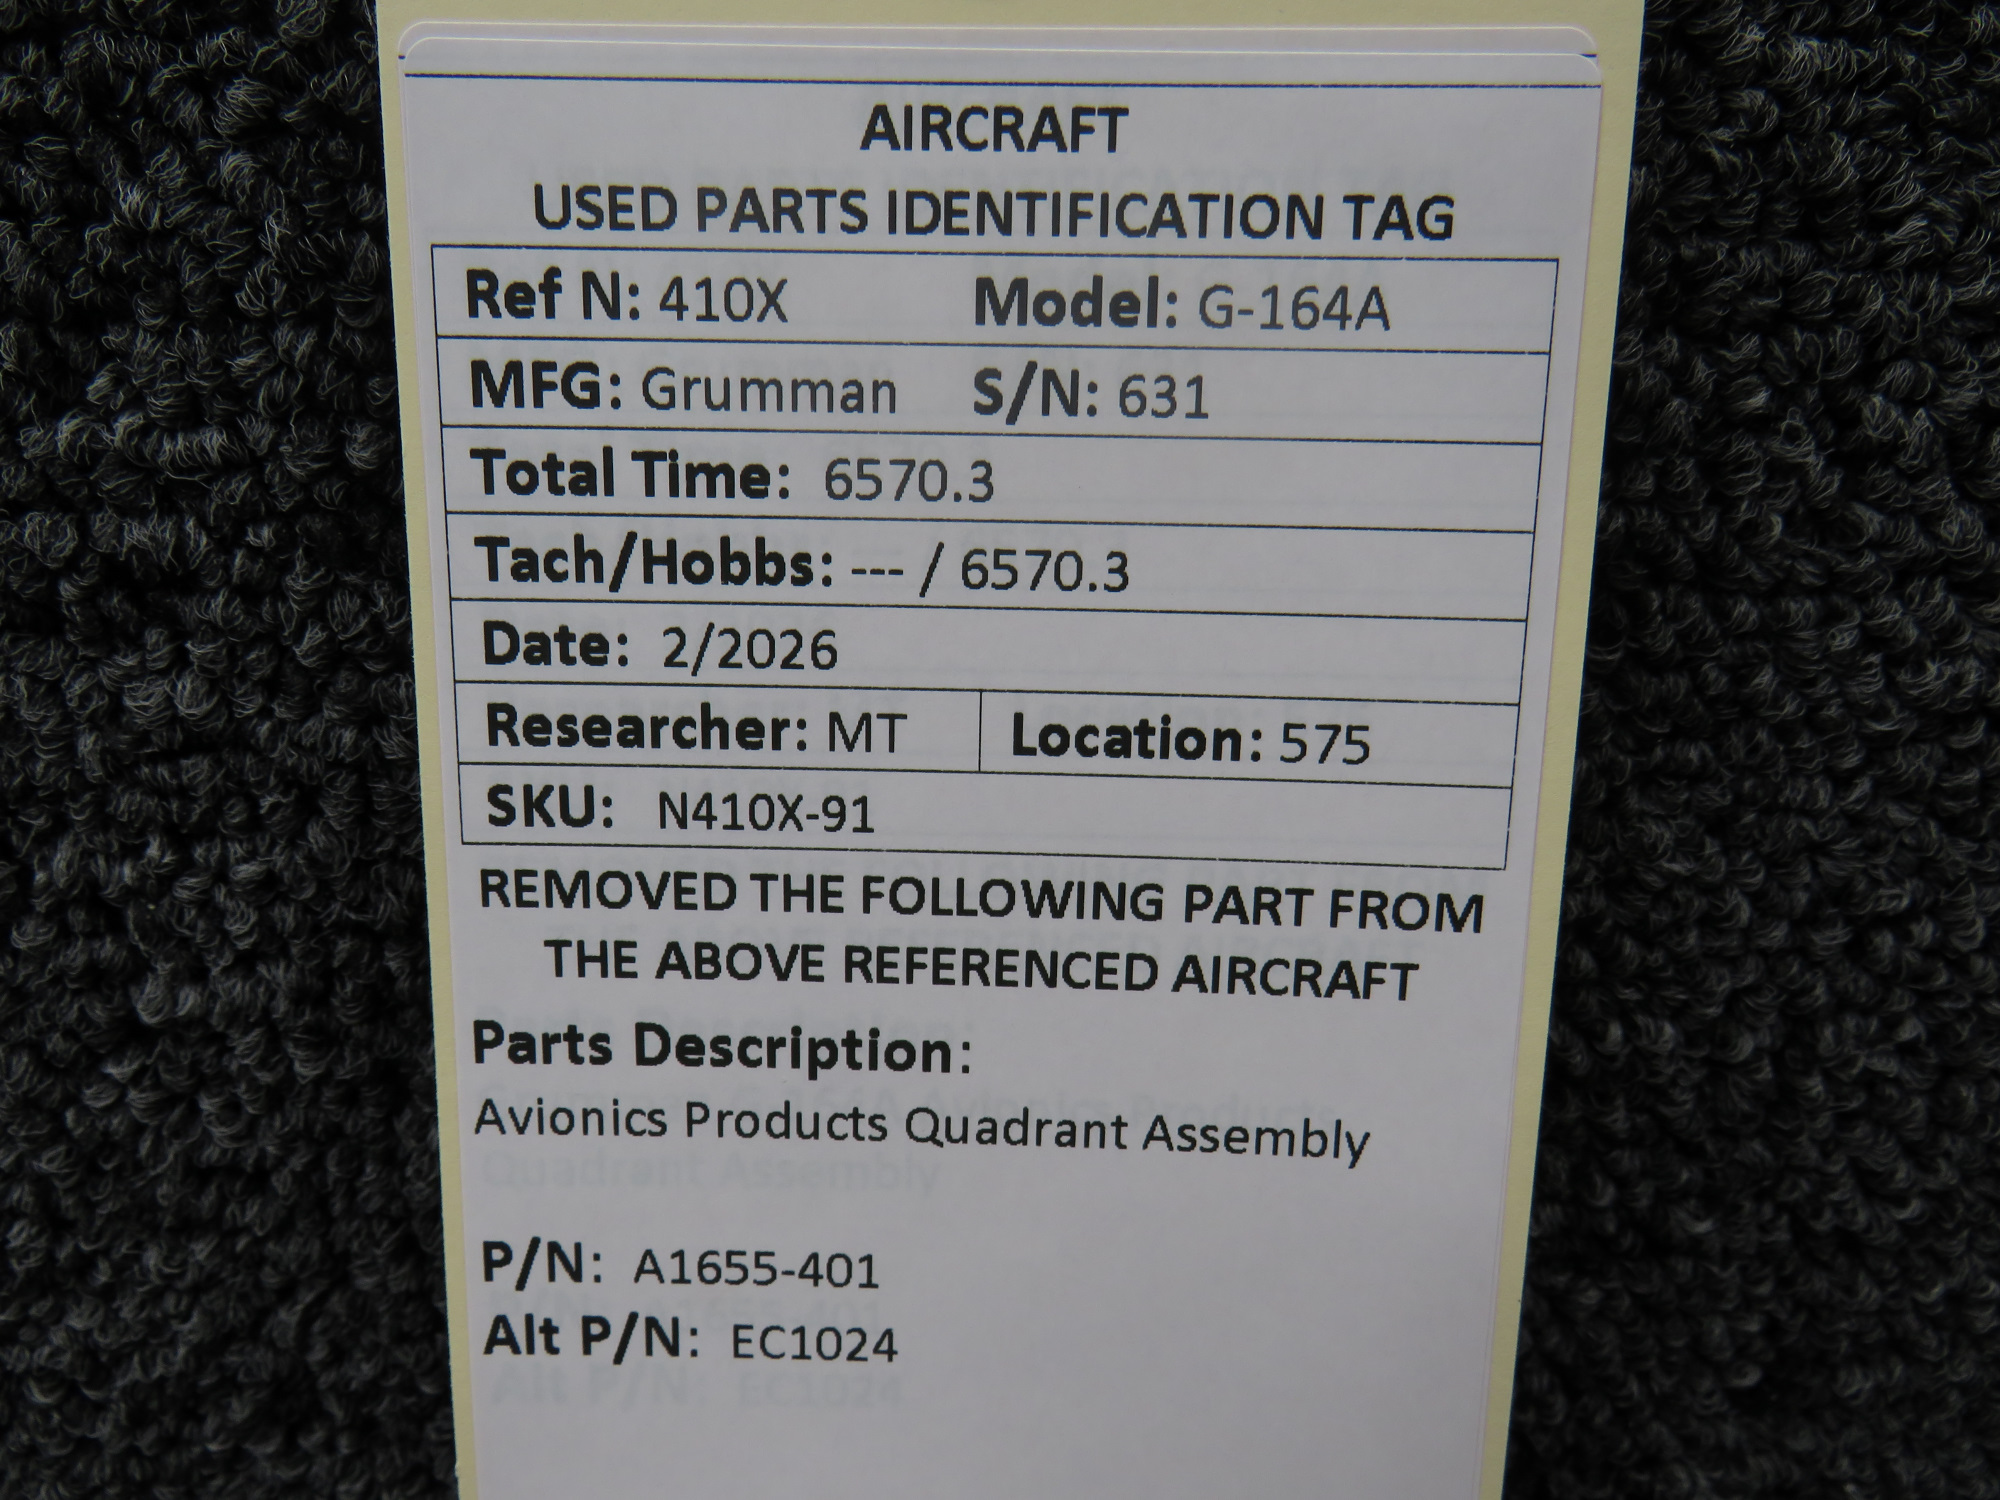 AIRCRAFT
USED PARTS IDENTIFICATION TAG
Ref N: 410X Model: G-164A
MFG: Grumman S/N: 631
Total Time: 6570.3
Tach/Hobbs: --- / 6570.3
Date: 2/2026
Researcher: MT Location: 575
SKU: N410X-91
REMOVED THE FOLLOWING PART FROM
THE ABOVE REFERENCED AIRCRAFT
Parts Description:
Avionics Products Quadrant Assembly
P/N: A1655-401
Alt P/N: EC1024